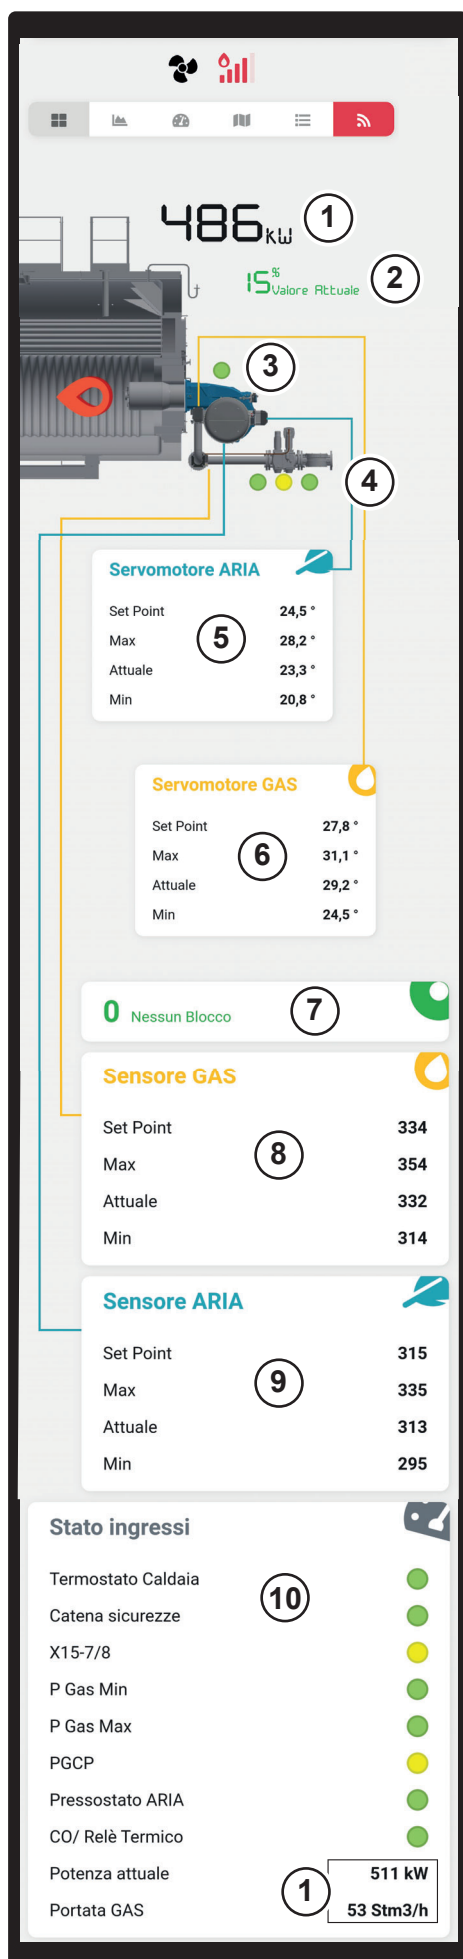 486kW 1
15% Valore Attuale 2
3
4
Servomotore ARIA
Set Point 24,5 °
Max 28,2 °
Attuale 23,3 °
Min 20,8 °
5
Servomotore GAS
Set Point 27,8 °
Max 31,1 °
Attuale 29,2 °
Min 24,5 °
6
0 Nessun Blocco 7
Sensore GAS
Set Point 334
Max 354
Attuale 332
Min 314
8
Sensore ARIA
Set Point 315
Max 335
Attuale 313
Min 295
9
Stato ingressi
Termostato Caldaia
10
Catena sicurezze
X15-7/8
P Gas Min
P Gas Max
PGCP
Pressostato ARIA
CO/ Relè Termico
Potenza attuale 511 kW
1
Portata GAS 53 Stm3/h